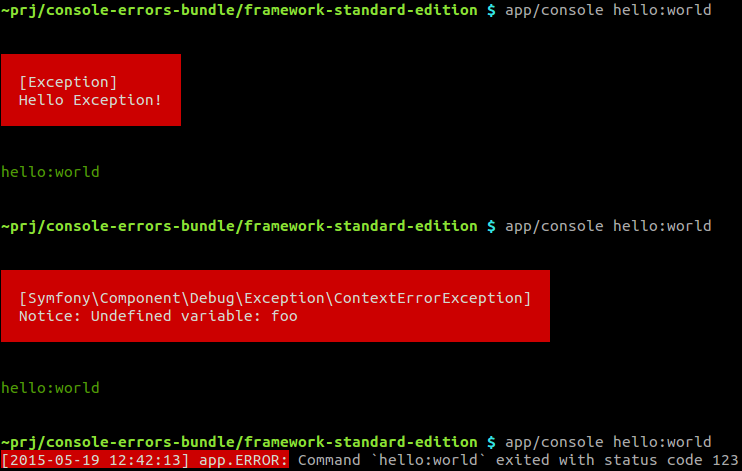 ~prj/console-errors-bundle/framework-standard-edition $ app/console hello:world
[Exception]
Hello Exception!
hello:world
~prj/console-errors-bundle/framework-standard-edition $ app/console hello:world
[Symfony\Component\Debug\Exception\ContextErrorException]
Notice: Undefined variable: foo
hello:world
~prj/console-errors-bundle/framework-standard-edition $ app/console hello:world
[2015-05-19 12:42:13] app.ERROR: Command `hello:world` exited with status code 123